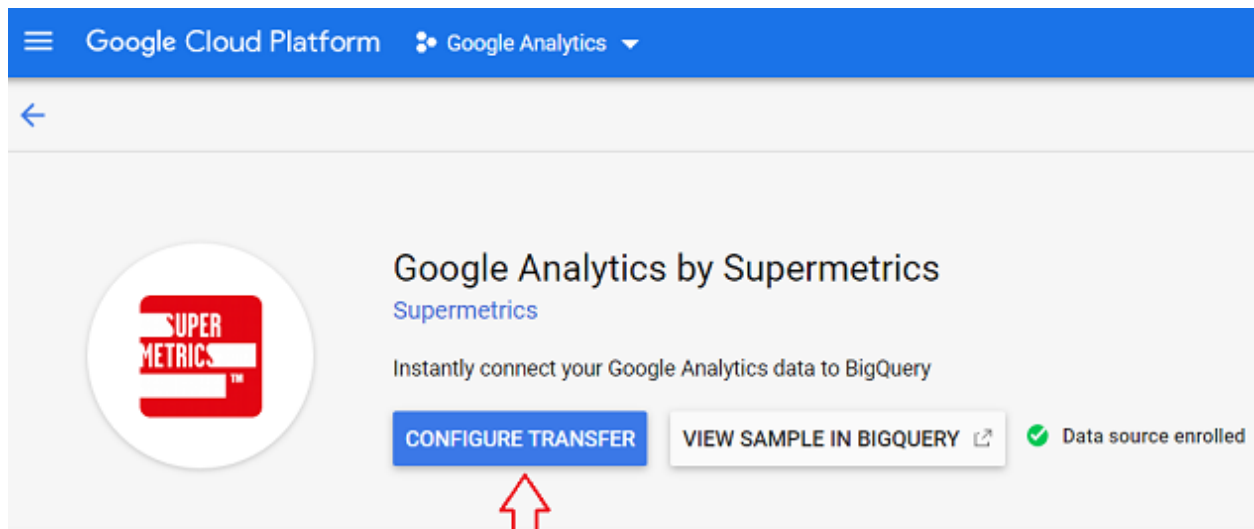 Google Cloud Platform
Google Analytics
Google Analytics by Supermetrics
SUPER
METRICS
TM
Supermetrics
Instantly connect your Google Analytics data to BigQuery
CONFIGURE TRANSFER
VIEW SAMPLE IN BIGQUERY
Data source enrolled